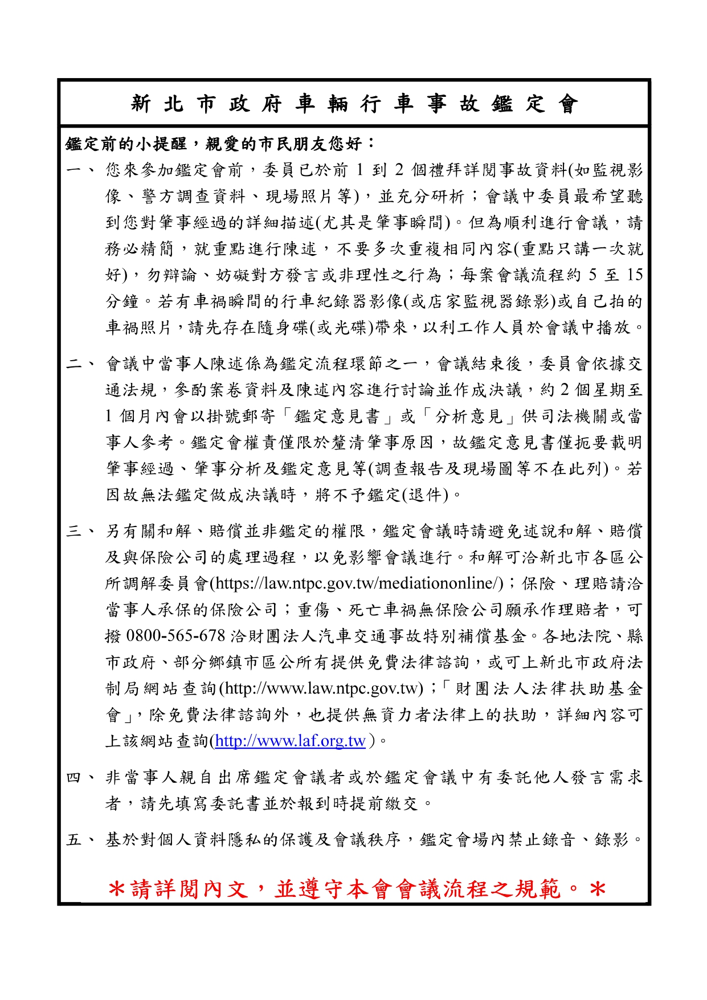 新北市政府車輛行車事故鑑定會
鑑定前的小提醒，親愛的市民朋友您好：
一、 您來參加鑑定會前，委員已於前 1 到 2 個禮拜詳閱事故資料(如監視影
像、警方調查資料、現場照片等)，並充分研析；會議中委員最希望聽
到您對肇事經過的詳細描述(尤其是肇事瞬間)。但為順利進行會議，請
務必精簡，就重點進行陳述，不要多次重複相同內容(重點只講一次就
好)，勿辯論、妨礙對方發言或非理性之行為；每案會議流程約 5 至 15
分鐘。若有車禍瞬間的行車紀錄器影像(或店家監視器錄影)或自己拍的
車禍照片，請先存在隨身碟(或光碟)帶來，以利工作人員於會議中播放。
二、 會議中當事人陳述係為鑑定流程環節之一，會議結束後，委員會依據交
通法規，參酌案卷資料及陳述內容進行討論並作成決議，約 2 個星期至
1 個月內會以掛號郵寄「鑑定意見書」或「分析意見」供司法機關或當
事人參考。鑑定會權責僅限於釐清肇事原因，故鑑定意見書僅扼要載明
肇事經過、肇事分析及鑑定意見等(調查報告及現場圖等不在此列)。若
因故無法鑑定做成決議時，將不予鑑定(退件)。
三、 另有關和解、賠償並非鑑定的權限，鑑定會議時請避免述說和解、賠償
及與保險公司的處理過程，以免影響會議進行。和解可洽新北市各區公
所調解委員會(https://law.ntpc.gov.tw/mediationonline/)；保險、理賠請洽
當事人承保的保險公司；重傷、死亡車禍無保險公司願承作理賠者，可
撥 0800-565-678 洽財團法人汽車交通事故特別補償基金。各地法院、縣
市政府、部分鄉鎮市區公所有提供免費法律諮詢，或可上新北市政府法
制局網站查詢(http://www.law.ntpc.gov.tw)；「財團法人法律扶助基金
會」，除免費法律諮詢外，也提供無資力者法律上的扶助，詳細內容可
上該網站查詢(http://www.laf.org.tw）。
四、 非當事人親自出席鑑定會議者或於鑑定會議中有委託他人發言需求
者，請先填寫委託書並於報到時提前繳交。
五、 基於對個人資料隱私的保護及會議秩序，鑑定會場內禁止錄音、錄影。
＊請詳閱內文，並遵守本會會議流程之規範。＊